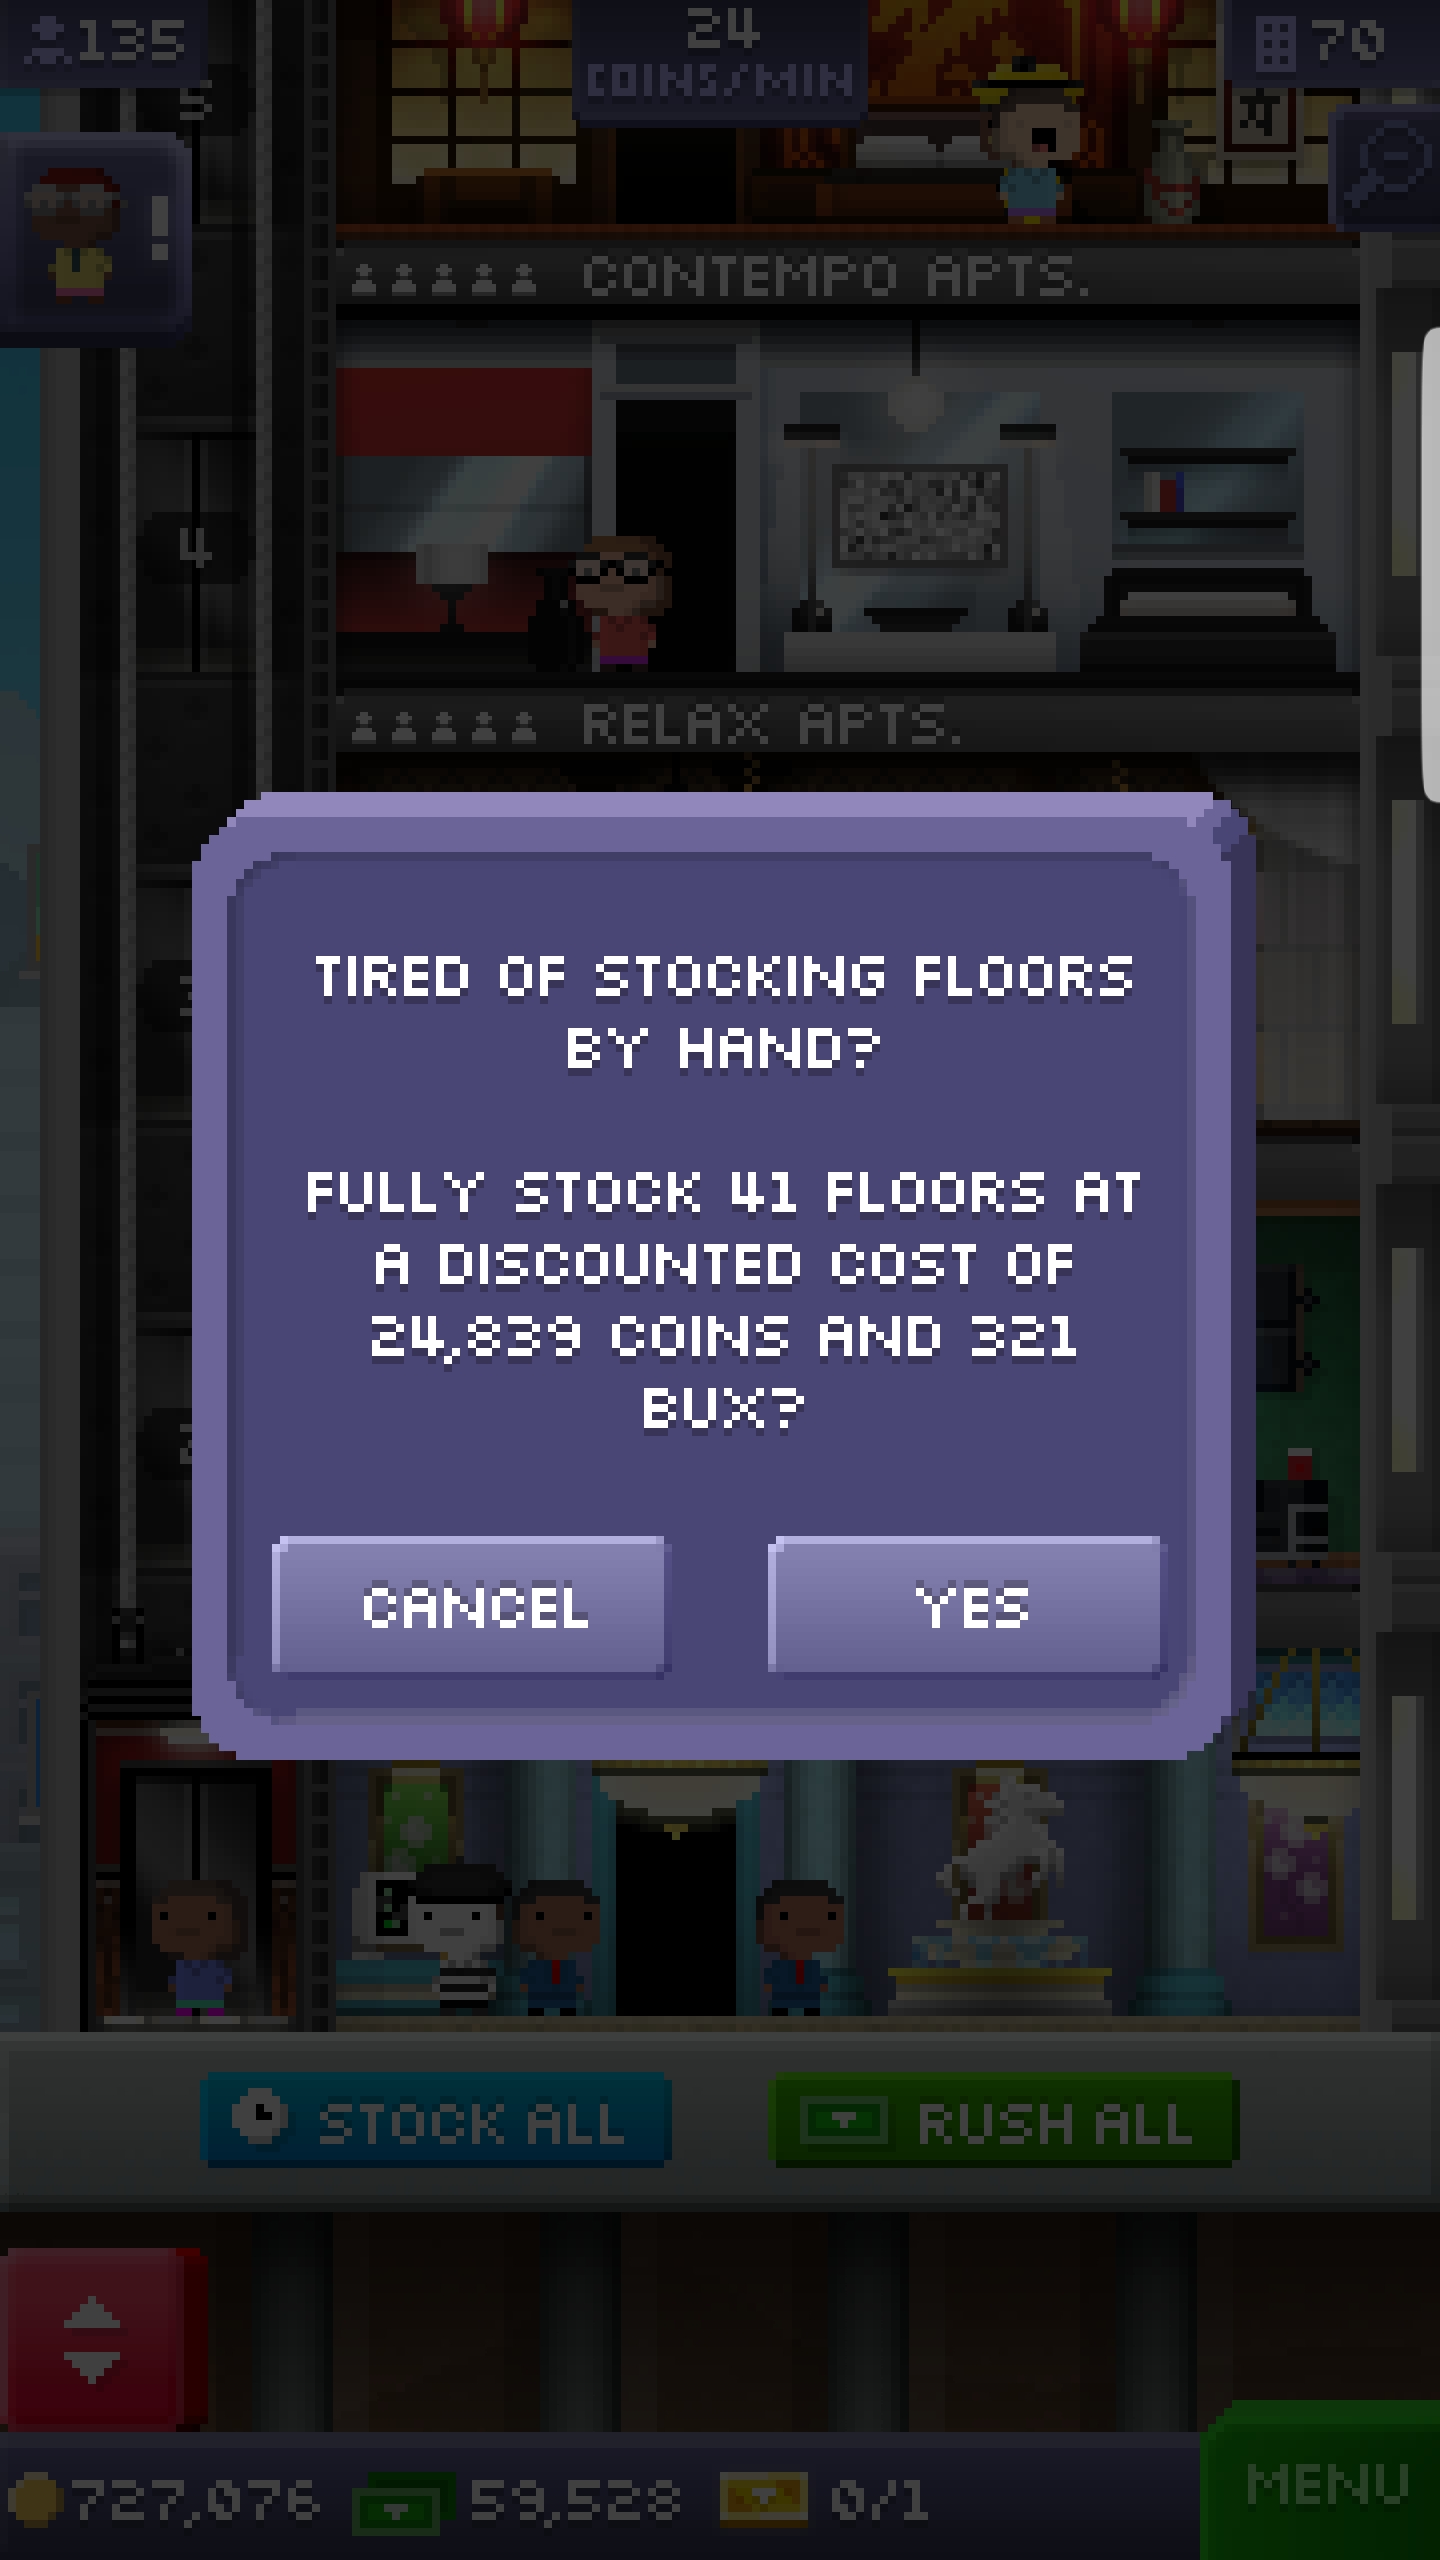 135
24
COINS/MIN
70
5
!
CONTEMPO APTS.
4
RELAX APTS.
TIRED OF STOCKING FLOORS
BY HAND?
FULLY STOCK 41 FLOORS AT
A DISCOUNTED COST OF
24,839 COINS AND 321
BUX?
CANCEL
YES
STOCK ALL
RUSH ALL
727,076
59,528
0/1
MENU